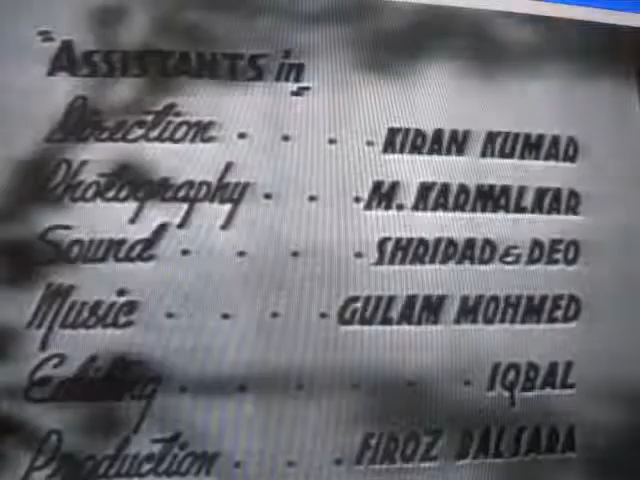 "ASSISTANTS in"
Direction . . . . KIRAN KUMAR
Photography . . . M. KARMALKAR
Sound . . . . SHRIPAD & DEO
Music . . . . GULAM MOHMED
Editing . . . . . . IQBAL
Production . . . FIROZ BALSARA